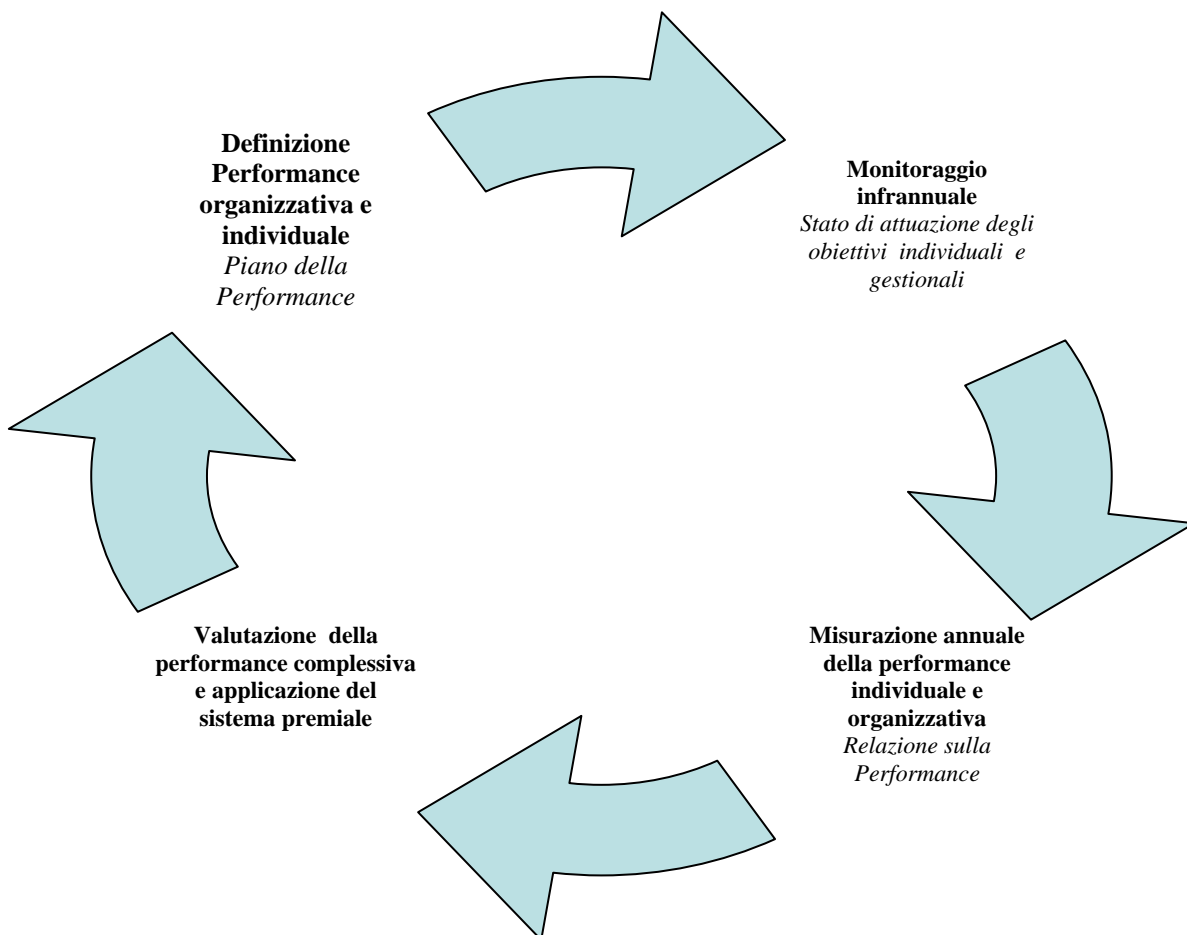 Definizione
Performance
organizzativa e
individuale
Piano della
Performance
Monitoraggio
infrannuale
Stato di attuazione degli
obiettivi individuali e
gestionali
Misurazione annuale
della performance
individuale e
organizzativa
Relazione sulla
Performance
Valutazione della
performance complessiva
e applicazione del
sistema premiale